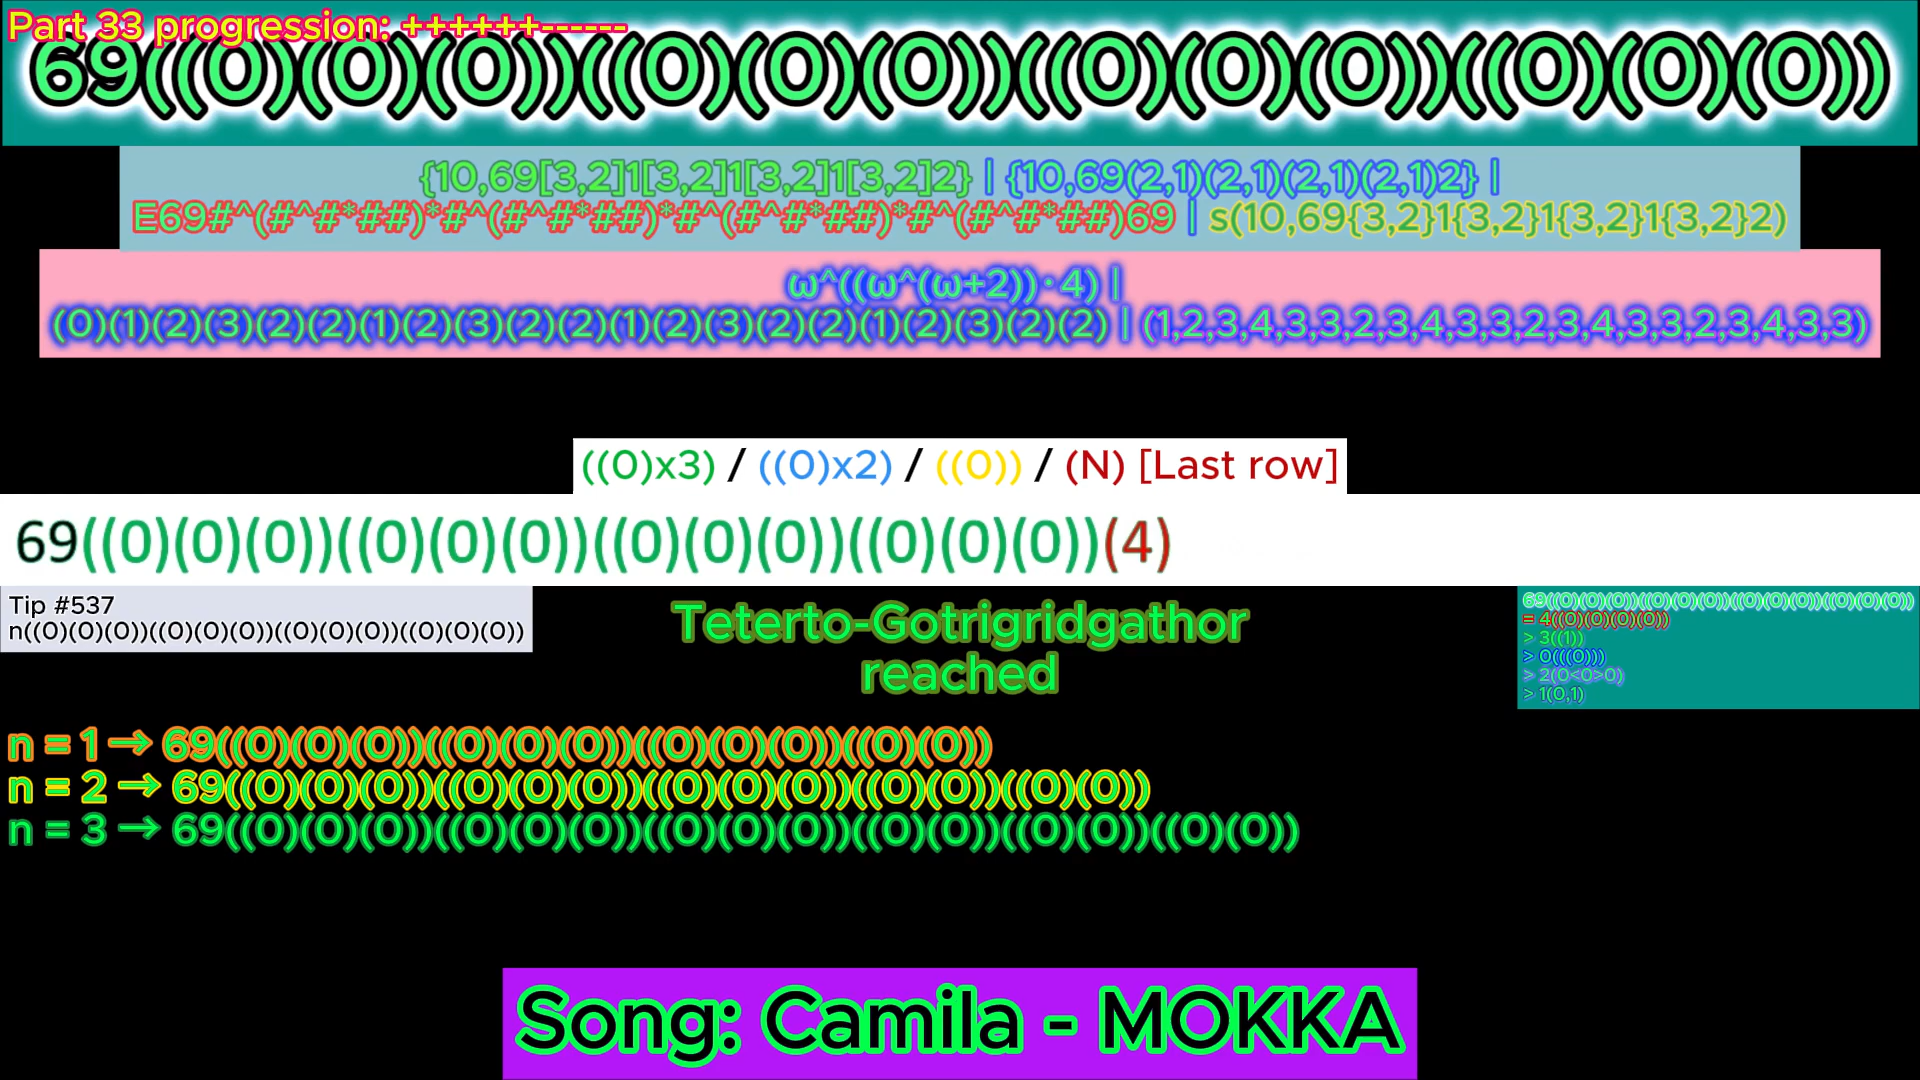 Part 33 progression: ++++++------
69((0)(0)(0))((0)(0)(0))((0)(0)(0))((0)(0)(0))
{10,69[3,2]1[3,2]1[3,2]1[3,2]2} | {10,69(2,1)(2,1)(2,1)(2,1)2} |
E69#^(#^#*##)*#^(#^#*##)*#^(#^#*##)*#^(#^#*##)69 | s(10,69{3,2}1{3,2}1{3,2}1{3,2}2)
ω^((ω^(ω+2))·4) |
(0)(1)(2)(3)(2)(2)(1)(2)(3)(2)(2)(1)(2)(3)(2)(2)(1)(2)(3)(2)(2) | (1,2,3,4,3,3,2,3,4,3,3,2,3,4,3,3,2,3,4,3,3)
((0)x3) / ((0)x2) / ((0)) / (N) [Last row]
69((0)(0)(0))((0)(0)(0))((0)(0)(0))((0)(0)(0))(4)
Tip #537
n((0)(0)(0))((0)(0)(0))((0)(0)(0))((0)(0)(0))
Teterto-Gotrigridgathor
reached
69((0)(0)(0))((0)(0)(0))((0)(0)(0))((0)(0)(0))
= 4((0)(0)(0)(0))
> 3((1))
> 0(((0)))
> 2(0<0>0)
> 1(0,1)
n = 1 → 69((0)(0)(0))((0)(0)(0))((0)(0)(0))((0)(0))
n = 2 → 69((0)(0)(0))((0)(0)(0))((0)(0)(0))((0)(0))((0)(0))
n = 3 → 69((0)(0)(0))((0)(0)(0))((0)(0)(0))((0)(0))((0)(0))((0)(0))
Song: Camila - MOKKA